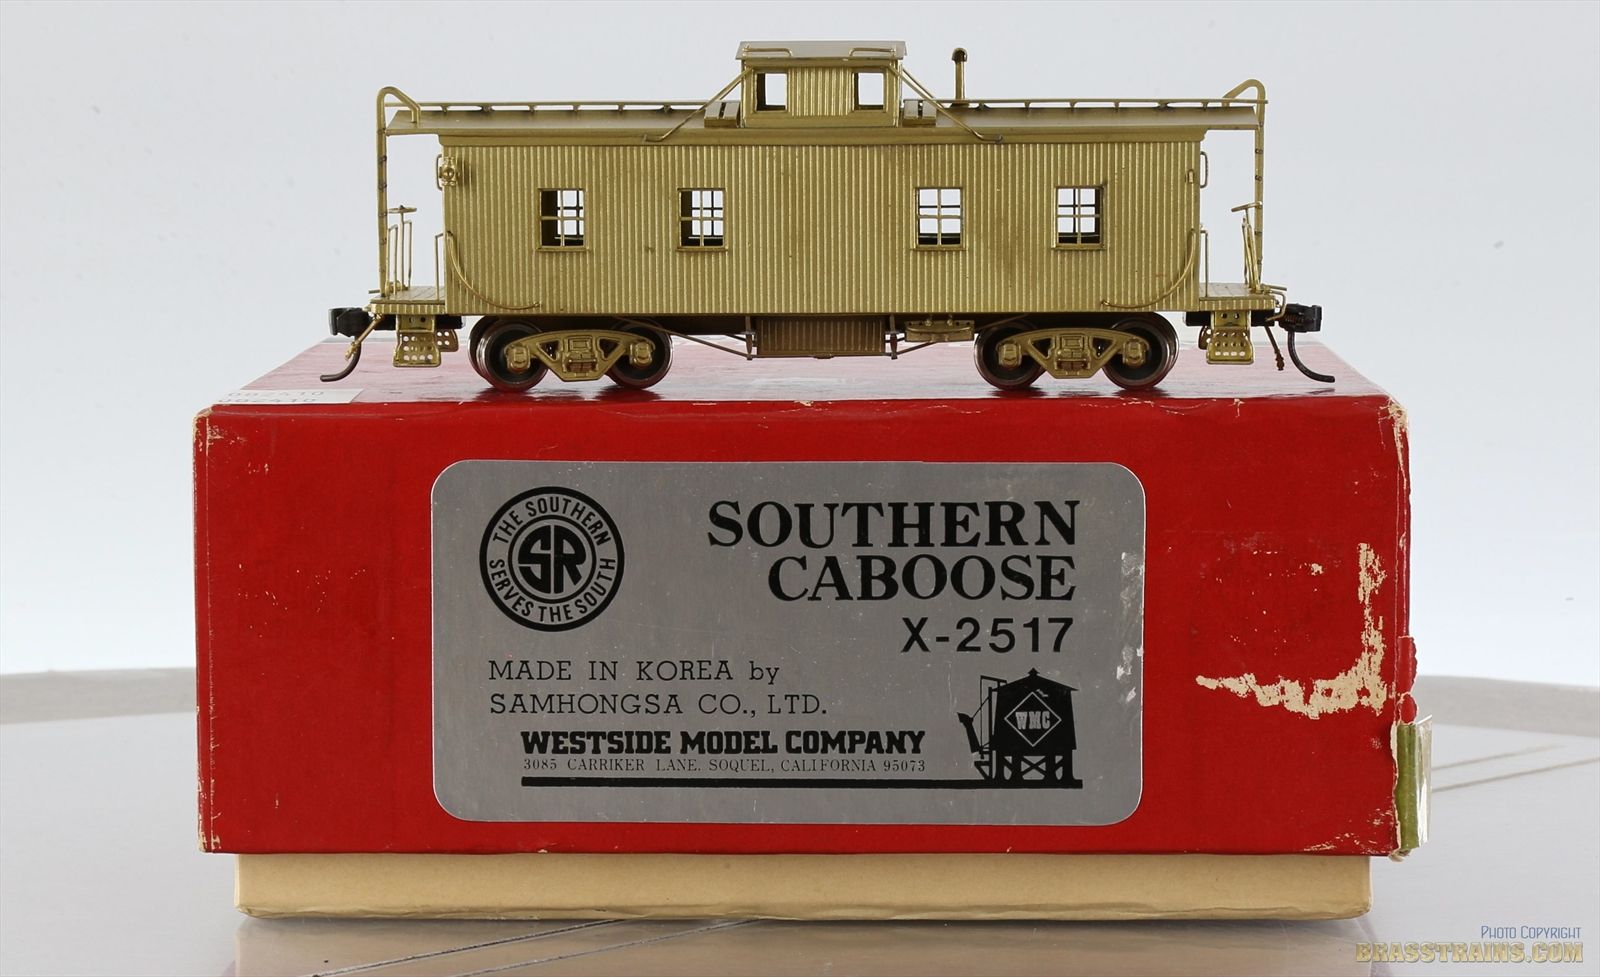 082410
THE SOUTHERN
SR
SERVES THE SOUTH
SOUTHERN
CABOOSE
X-2517
MADE IN KOREA by
SAMHONGSA CO., LTD.
WMC
WESTSIDE MODEL COMPANY
3085 CARRIKER LANE. SOQUEL, CALIFORNIA 95073
PHOTO COPYRIGHT
BRASSTRAINS.COM